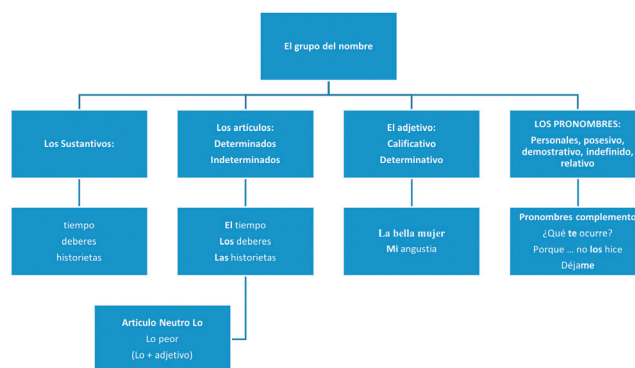 El grupo del nombre
Los Sustantivos:
Los artículos:
Determinados
Indeterminados
El adjetivo:
Calificativo
Determinativo
LOS PRONOMBRES:
Personales, posesivo,
demostrativo, indefinido,
relativo
tiempo
deberes
historietas
El tiempo
Los deberes
Las historietas
La bella mujer
Mi angustia
Pronombres complemento
¿Qué te ocurre?
Porque ... no los hice
Déjame
Articulo Neutro Lo
Lo peor
(Lo + adjetivo)